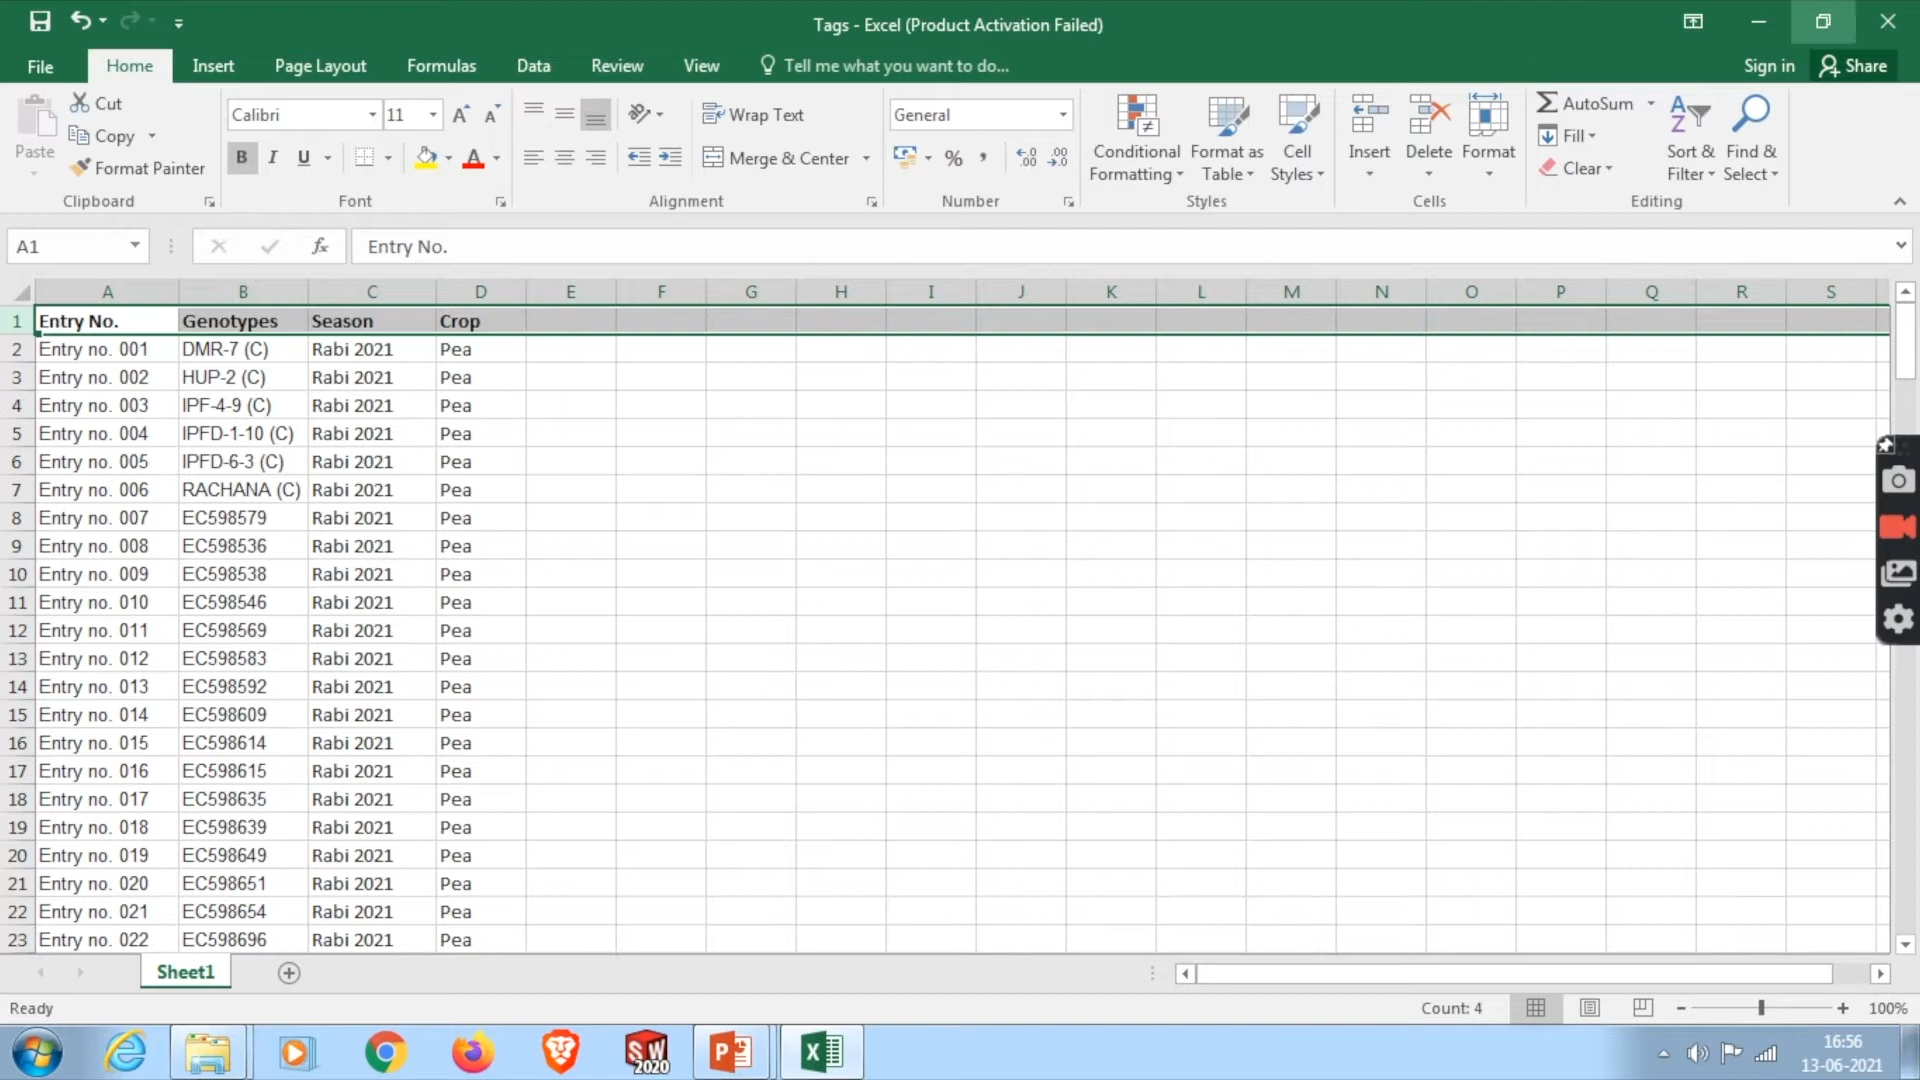 Tags - Excel (Product Activation Failed)
File Home Insert Page Layout Formulas Data Review View Tell me what you want to do... Sign in Share
Paste
Cut
Copy
Format Painter
Clipboard
Calibri 11
B I U
Font
Wrap Text
Merge & Center
Alignment
General
%
Number
Conditional Formatting
Format as Table
Cell Styles
Styles
Insert Delete Format
Cells
AutoSum
Fill
Clear
Sort & Filter
Find & Select
Editing
A1 fx Entry No.
A B C D E F G H I J K L M N O P Q R S
1 Entry No. Genotypes Season Crop
2 Entry no. 001 DMR-7 (C) Rabi 2021 Pea
3 Entry no. 002 HUP-2 (C) Rabi 2021 Pea
4 Entry no. 003 IPF-4-9 (C) Rabi 2021 Pea
5 Entry no. 004 IPFD-1-10 (C) Rabi 2021 Pea
6 Entry no. 005 IPFD-6-3 (C) Rabi 2021 Pea
7 Entry no. 006 RACHANA (C) Rabi 2021 Pea
8 Entry no. 007 EC598579 Rabi 2021 Pea
9 Entry no. 008 EC598536 Rabi 2021 Pea
10 Entry no. 009 EC598538 Rabi 2021 Pea
11 Entry no. 010 EC598546 Rabi 2021 Pea
12 Entry no. 011 EC598569 Rabi 2021 Pea
13 Entry no. 012 EC598583 Rabi 2021 Pea
14 Entry no. 013 EC598592 Rabi 2021 Pea
15 Entry no. 014 EC598609 Rabi 2021 Pea
16 Entry no. 015 EC598614 Rabi 2021 Pea
17 Entry no. 016 EC598615 Rabi 2021 Pea
18 Entry no. 017 EC598635 Rabi 2021 Pea
19 Entry no. 018 EC598639 Rabi 2021 Pea
20 Entry no. 019 EC598649 Rabi 2021 Pea
21 Entry no. 020 EC598651 Rabi 2021 Pea
22 Entry no. 021 EC598654 Rabi 2021 Pea
23 Entry no. 022 EC598696 Rabi 2021 Pea
Sheet1
Ready Count: 4 100%
SW 2020
16:56
13-06-2021